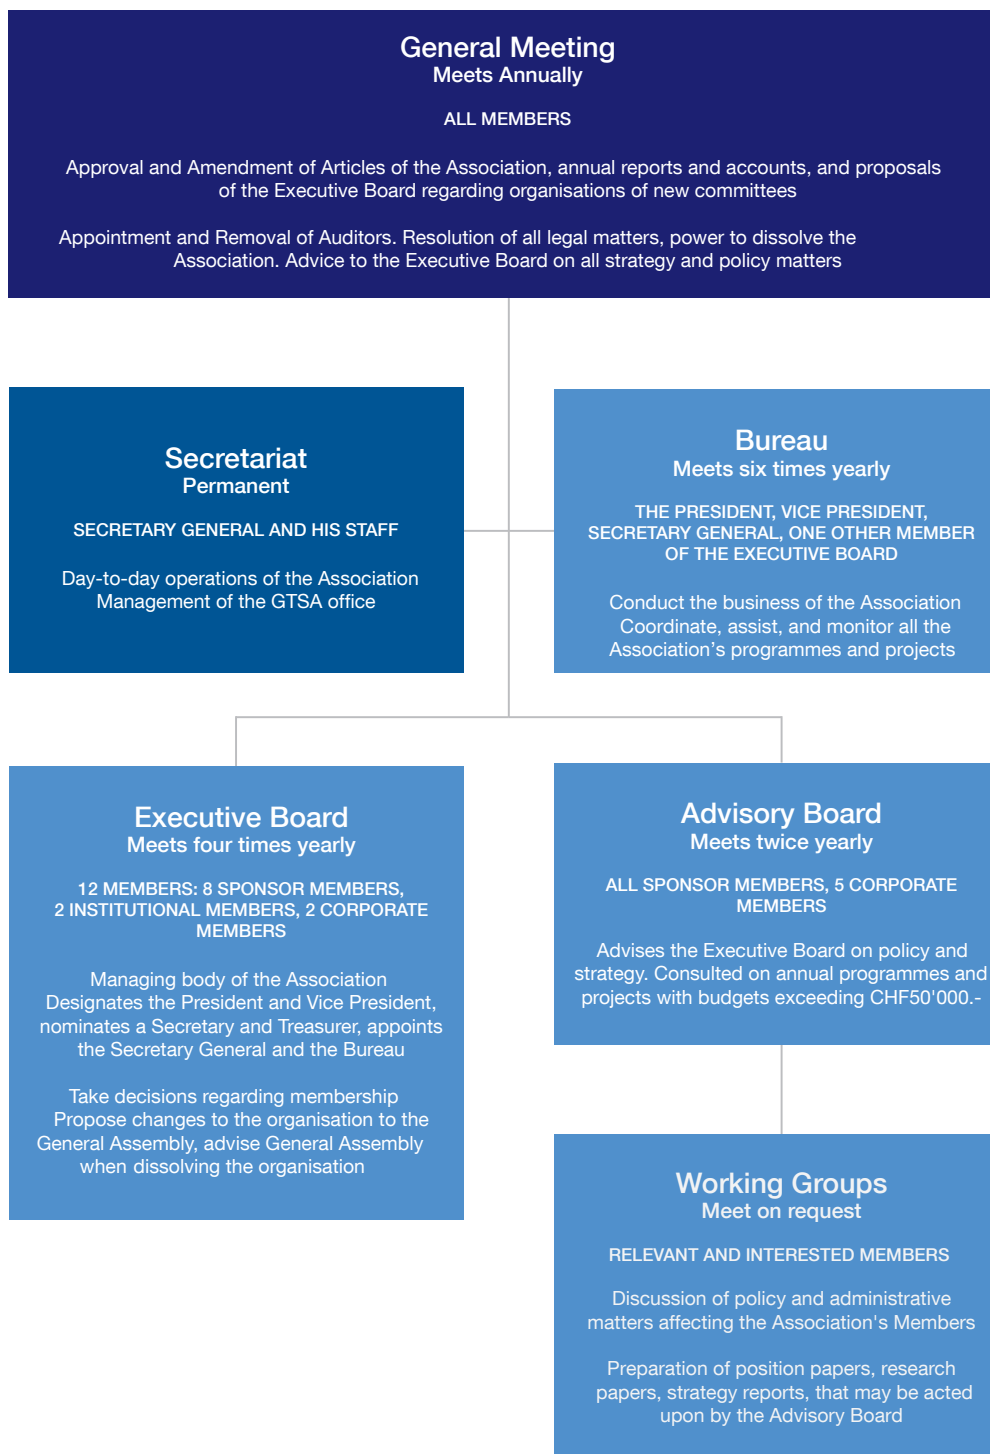 General Meeting
Meets Annually
ALL MEMBERS
Approval and Amendment of Articles of the Association, annual reports and accounts, and proposals
of the Executive Board regarding organisations of new committees
Appointment and Removal of Auditors. Resolution of all legal matters, power to dissolve the
Association. Advice to the Executive Board on all strategy and policy matters
Secretariat
Permanent
SECRETARY GENERAL AND HIS STAFF
Day-to-day operations of the Association
Management of the GTSA office
Bureau
Meets six times yearly
THE PRESIDENT, VICE PRESIDENT,
SECRETARY GENERAL, ONE OTHER MEMBER
OF THE EXECUTIVE BOARD
Conduct the business of the Association
Coordinate, assist, and monitor all the
Association’s programmes and projects
Executive Board
Meets four times yearly
12 MEMBERS: 8 SPONSOR MEMBERS,
2 INSTITUTIONAL MEMBERS, 2 CORPORATE
MEMBERS
Managing body of the Association
Designates the President and Vice President,
nominates a Secretary and Treasurer, appoints
the Secretary General and the Bureau
Take decisions regarding membership
Propose changes to the organisation to the
General Assembly, advise General Assembly
when dissolving the organisation
Advisory Board
Meets twice yearly
ALL SPONSOR MEMBERS, 5 CORPORATE
MEMBERS
Advises the Executive Board on policy and
strategy. Consulted on annual programmes and
projects with budgets exceeding CHF50'000.-
Working Groups
Meet on request
RELEVANT AND INTERESTED MEMBERS
Discussion of policy and administrative
matters affecting the Association's Members
Preparation of position papers, research
papers, strategy reports, that may be acted
upon by the Advisory Board